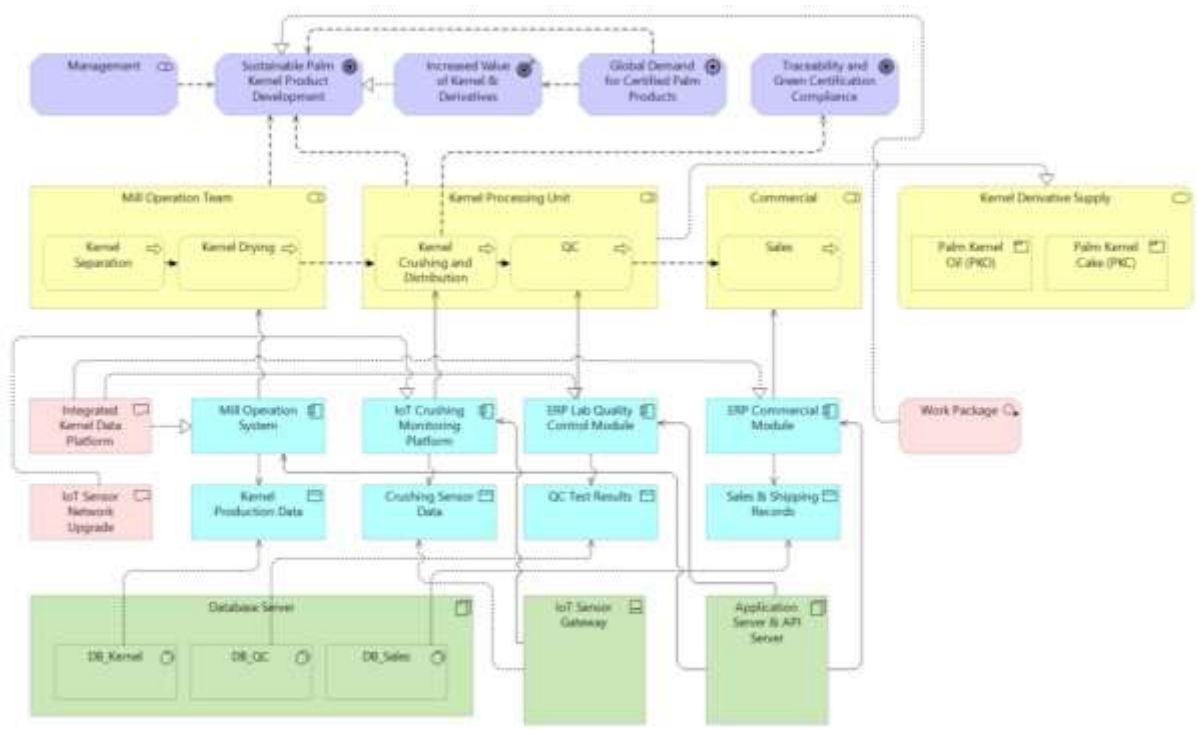 Management
Sustainable Palm
Kernel Product
Development
Increased Value
of Kernel &
Derivatives
Global Demand
for Certified Palm
Products
Traceability and
Green Certification
Compliance
Mill Operation Team
Kernel Processing Unit
Commercial
Kernel Derivative Supply
Kernel
Separation
Kernel Drying
Kernel
Crushing and
Distribution
QC
Sales
Palm Kernel
Oil (PKO)
Palm Kernel
Cake (PKC)
Integrated
Kernel Data
Platform
Mill Operation
System
IoT Crushing
Monitoring
Platform
ERP Lab Quality
Control Module
ERP Commercial
Module
Work Package
IoT Sensor
Network
Upgrade
Kernel
Production Data
Crushing Sensor
Data
QC Test Results
Sales & Shipping
Records
Database Server
IoT Sensor
Gateway
Application
Server & API
Server
DB_Kernel
DB_QC
DB_Sales